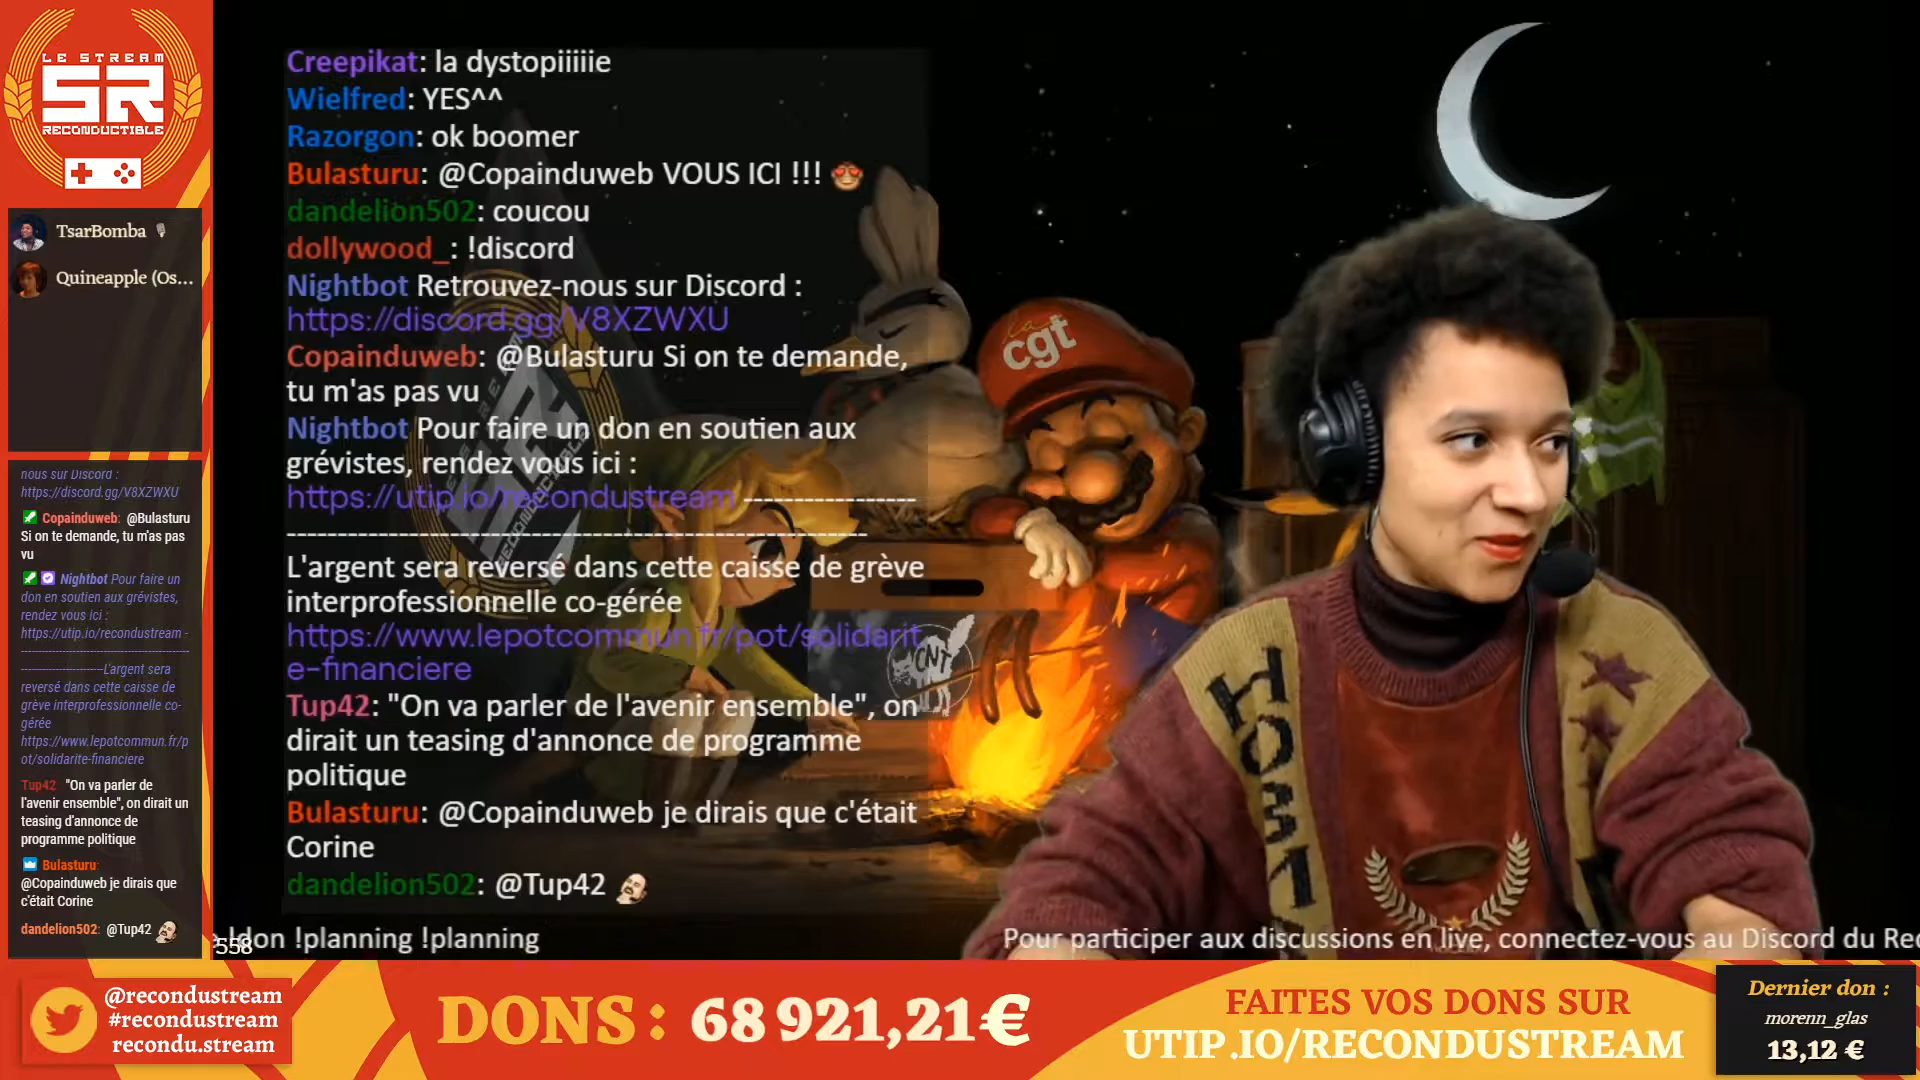 LE STREAM
SR
RECONDUCTIBLE
TsarBomba
Quineapple (Os...
nous sur Discord :
https://discord.gg/V8XZWXU
Copainduweb: @Bulasturu
Si on te demande, tu m'as pas
vu
Nightbot Pour faire un
don en soutien aux grévistes,
rendez vous ici :
https://utip.io/recondustream -
--------------------------------------------------
------------------------L'argent sera
reversé dans cette caisse de
grève interprofessionnelle co-
gérée
https://www.lepotcommun.fr/p
ot/solidarite-financiere
Tup42 "On va parler de
l'avenir ensemble", on dirait un
teasing d'annonce de
programme politique
Bulasturu:
@Copainduweb je dirais que
c'était Corine
dandelion502: @Tup42
Creepikat: la dystopiiiiie
Wielfred: YES^^
Razorgon: ok boomer
Bulasturu: @Copainduweb VOUS ICI !!!
dandelion502: coucou
dollywood_: !discord
Nightbot Retrouvez-nous sur Discord :
https://discord.gg/V8XZWXU
Copainduweb: @Bulasturu Si on te demande,
tu m'as pas vu
Nightbot Pour faire un don en soutien aux
grévistes, rendez vous ici :
https://utip.io/recondustream -----------------
---------------------------------------------------------
L'argent sera reversé dans cette caisse de grève
interprofessionnelle co-gérée
https://www.lepotcommun.fr/pot/solidarit
e-financiere
Tup42: "On va parler de l'avenir ensemble", on
dirait un teasing d'annonce de programme
politique
Bulasturu: @Copainduweb je dirais que c'était
Corine
dandelion502: @Tup42
la
cgt
CNT
SR
RECONDUCTIBLE
e !don !planning !planning
558
Pour participer aux discussions en live, connectez-vous au Discord du Rec
@recondustream
#recondustream
recondu.stream
DONS : 68 921,21€
FAITES VOS DONS SUR
UTIP.IO/RECONDUSTREAM
Dernier don :
morenn_glas
13,12 €